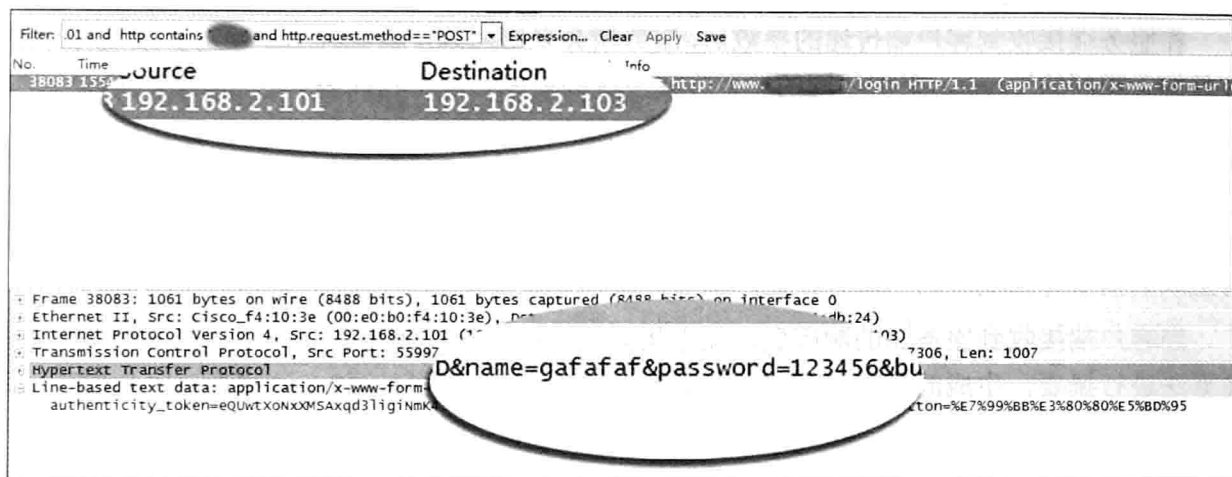 Filter: .01 and http contains and http.request.method=="POST" Expression... Clear Apply Save
No. Time Source Destination Info
38083 155 192.168.2.101 192.168.2.103 http://www. /login HTTP/1.1 (application/x-www-form-url
Frame 38083: 1061 bytes on wire (8488 bits), 1061 bytes captured (8488 bits) on interface 0
Ethernet II, Src: Cisco_f4:10:3e (00:e0:b0:f4:10:3e), db:24)
Internet Protocol Version 4, Src: 192.168.2.101 103)
Transmission Control Protocol, Src Port: 55997 7306, Len: 1007
Hypertext Transfer Protocol
D&name=gafafaf&password=123456&bu
Line-based text data: application/x-www-form-
authenticity_token=eQUwtXoNxXMSAxqd3ligiNmK tton=%E7%99%BB%E3%80%80%E5%BD%95